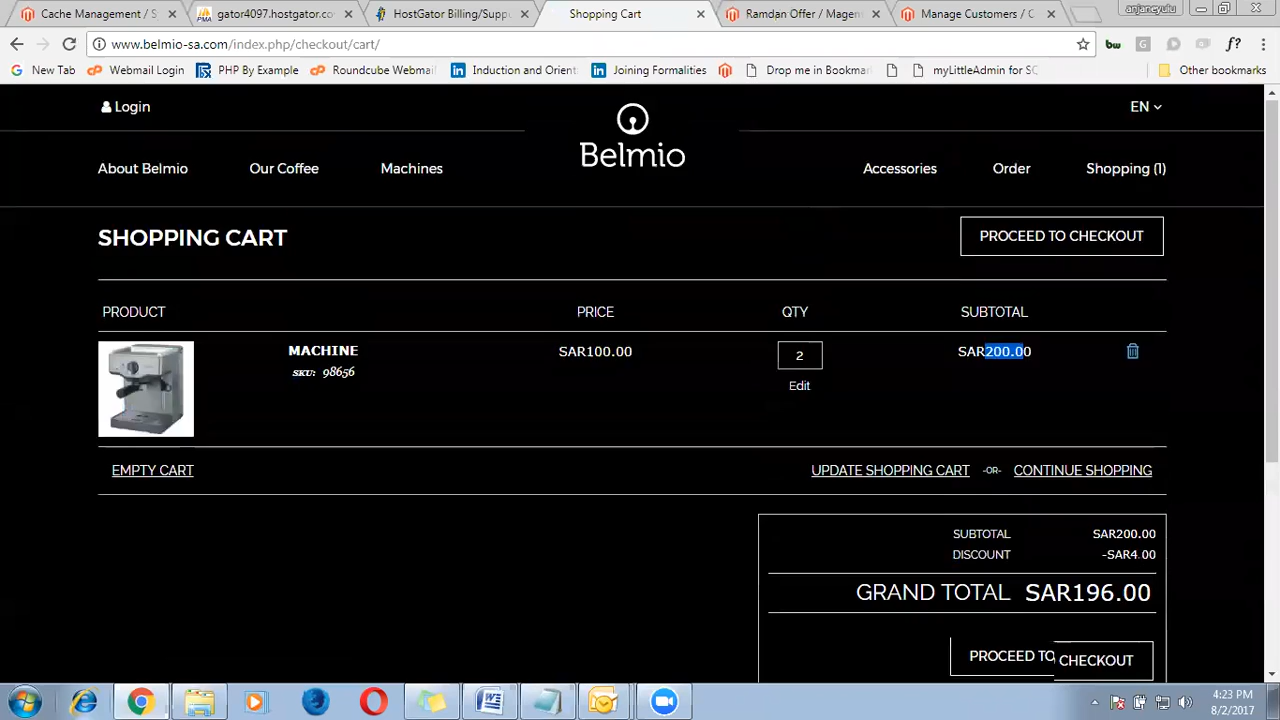 Cache Management / S
gator4097.hostgator.co
HostGator Billing/Suppo
Shopping Cart
Ramdan Offer / Magen
Manage Customers / C
anjaneyulu
www.belmio-sa.com/index.php/checkout/cart/
New Tab
Webmail Login
PHP By Example
Roundcube Webmail
Induction and Orient
Joining Formalities
Drop me in Bookmar
myLittleAdmin for SC
Other bookmarks
Login
EN
Belmio
About Belmio
Our Coffee
Machines
Accessories
Order
Shopping (1)
SHOPPING CART
PROCEED TO CHECKOUT
PRODUCT
PRICE
QTY
SUBTOTAL
MACHINE
SAR100.00
2
SAR200.00
SKU: 98656
Edit
EMPTY CART
UPDATE SHOPPING CART
-OR-
CONTINUE SHOPPING
SUBTOTAL SAR200.00
DISCOUNT -SAR4.00
GRAND TOTAL SAR196.00
PROCEED TO CHECKOUT
4:23 PM
8/2/2017